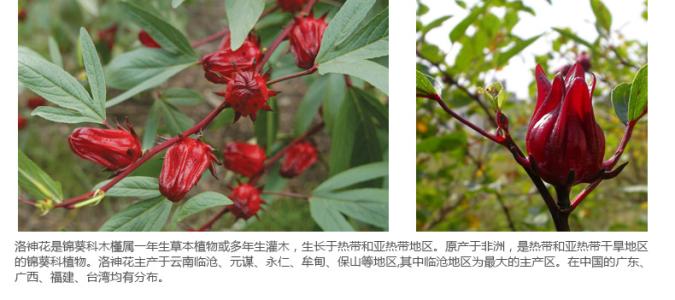 洛神花是锦葵科木槿属一年生草本植物或多年生灌木，生长于热带和亚热带地区。原产于非洲，是热带和亚热带干旱地区
的锦葵科植物。洛神花主产于云南临沧、元谋、永仁、牟甸、保山等地区,其中临沧地区为最大的主产区。在中国的广东、
广西、福建、台湾均有分布。